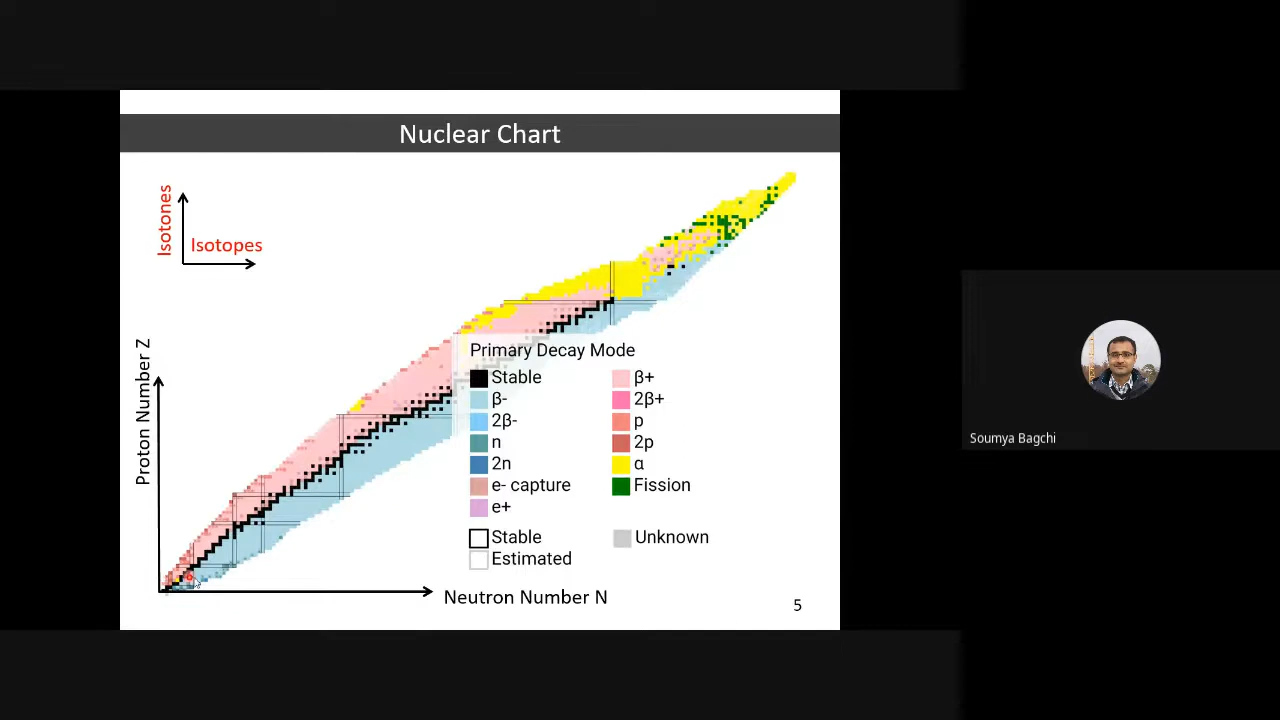 Nuclear Chart
Isotones
Isotopes
Proton Number Z
Primary Decay Mode
Stable
β-
2β-
n
2n
e- capture
e+
β+
2β+
p
2p
α
Fission
Stable
Unknown
Estimated
Neutron Number N
5
Soumya Bagchi